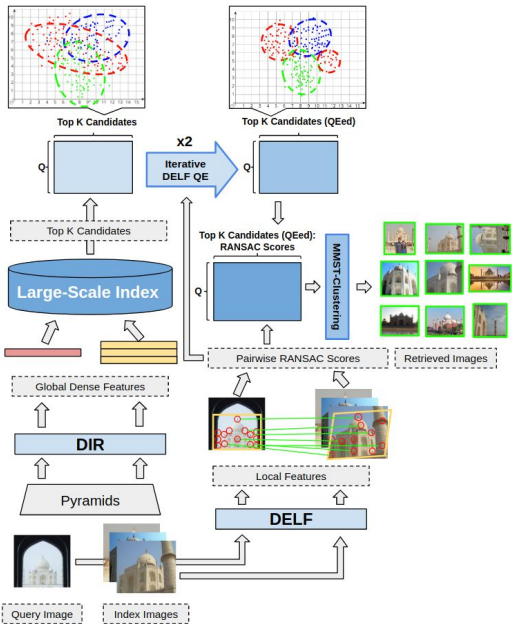 Top K Candidates
Top K Candidates (QEed)
x2
Q
Iterative
DELF QE
Q
Top K Candidates
Top K Candidates (QEed):
RANSAC Scores
Large-Scale Index
Q
MMST-Clustering
Pairwise RANSAC Scores
Retrieved Images
Global Dense Features
DIR
Local Features
Pyramids
DELF
Query Image
Index Images